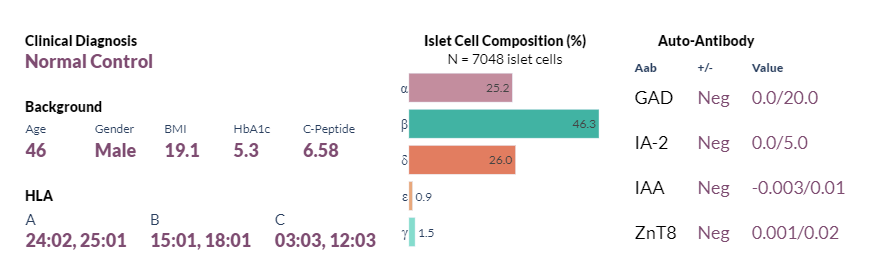 Clinical Diagnosis
Normal Control
Background
Age Gender BMI HbA1c C-Peptide
46 Male 19.1 5.3 6.58
HLA
A B C
24:02, 25:01 15:01, 18:01 03:03, 12:03
Islet Cell Composition (%)
N = 7048 islet cells
α 25.2
β 46.3
δ 26.0
ε 0.9
γ 1.5
Auto-Antibody
Aab +/- Value
GAD Neg 0.0/20.0
IA-2 Neg 0.0/5.0
IAA Neg -0.003/0.01
ZnT8 Neg 0.001/0.02